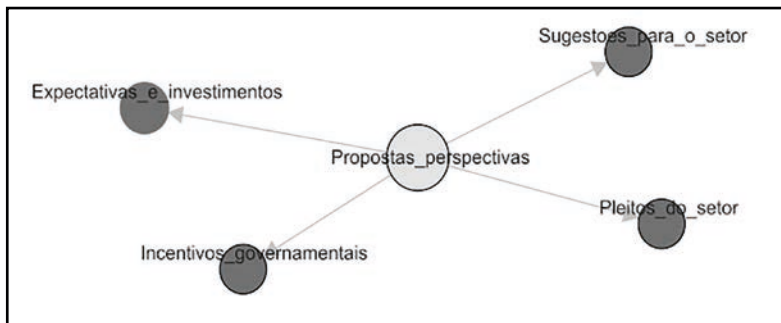 Sugestoes_para_o_setor
Expectativas_e_investimentos
Propostas_perspectivas
Pleitos_do_setor
Incentivos_governamentais